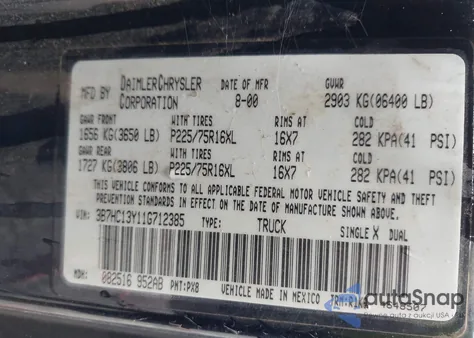 MFD BY DAIMLERCHRYSLER CORPORATION DATE OF MFR 8-00 GVWR 2903 KG(06400 LB)
GAWR FRONT WITH TIRES RIMS AT COLD
1656 KG(3650 LB) P225/75R16XL 16X7 282 KPA(41 PSI)
GAWR REAR WITH TIRES RIMS AT COLD
1727 KG(3806 LB) P225/75R16XL 16X7 282 KPA(41 PSI)
THIS VEHICLE CONFORMS TO ALL APPLICABLE FEDERAL MOTOR VEHICLE SAFETY AND THEFT
PREVENTION STANDARDS IN EFFECT ON THE DATE OF MANUFACTURE SHOWN ABOVE.
VIN: 3B7HC13Y11G712385 TYPE: TRUCK SINGLE X DUAL
MDH: 082516 952AB PNT: PX8 VEHICLE MADE IN MEXICO
autoSnap